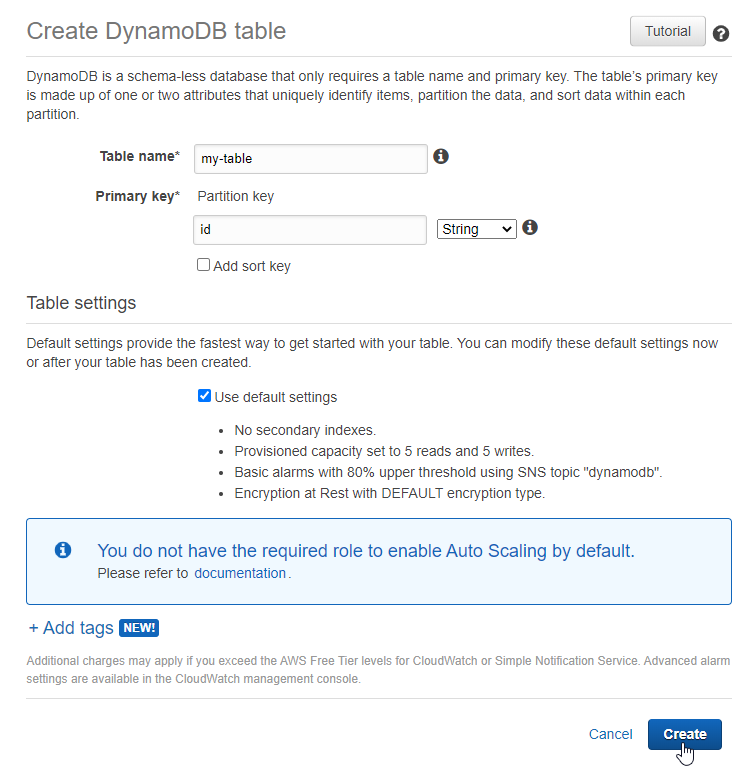 Create DynamoDB table
Tutorial
DynamoDB is a schema-less database that only requires a table name and primary key. The table's primary key
is made up of one or two attributes that uniquely identify items, partition the data, and sort data within each
partition.
Table name* my-table
Primary key* Partition key
id String
Add sort key
Table settings
Default settings provide the fastest way to get started with your table. You can modify these default settings now
or after your table has been created.
Use default settings
• No secondary indexes.
• Provisioned capacity set to 5 reads and 5 writes.
• Basic alarms with 80% upper threshold using SNS topic "dynamodb".
• Encryption at Rest with DEFAULT encryption type.
You do not have the required role to enable Auto Scaling by default.
Please refer to documentation.
+ Add tags NEW!
Additional charges may apply if you exceed the AWS Free Tier levels for CloudWatch or Simple Notification Service. Advanced alarm
settings are available in the CloudWatch management console.
Cancel Create